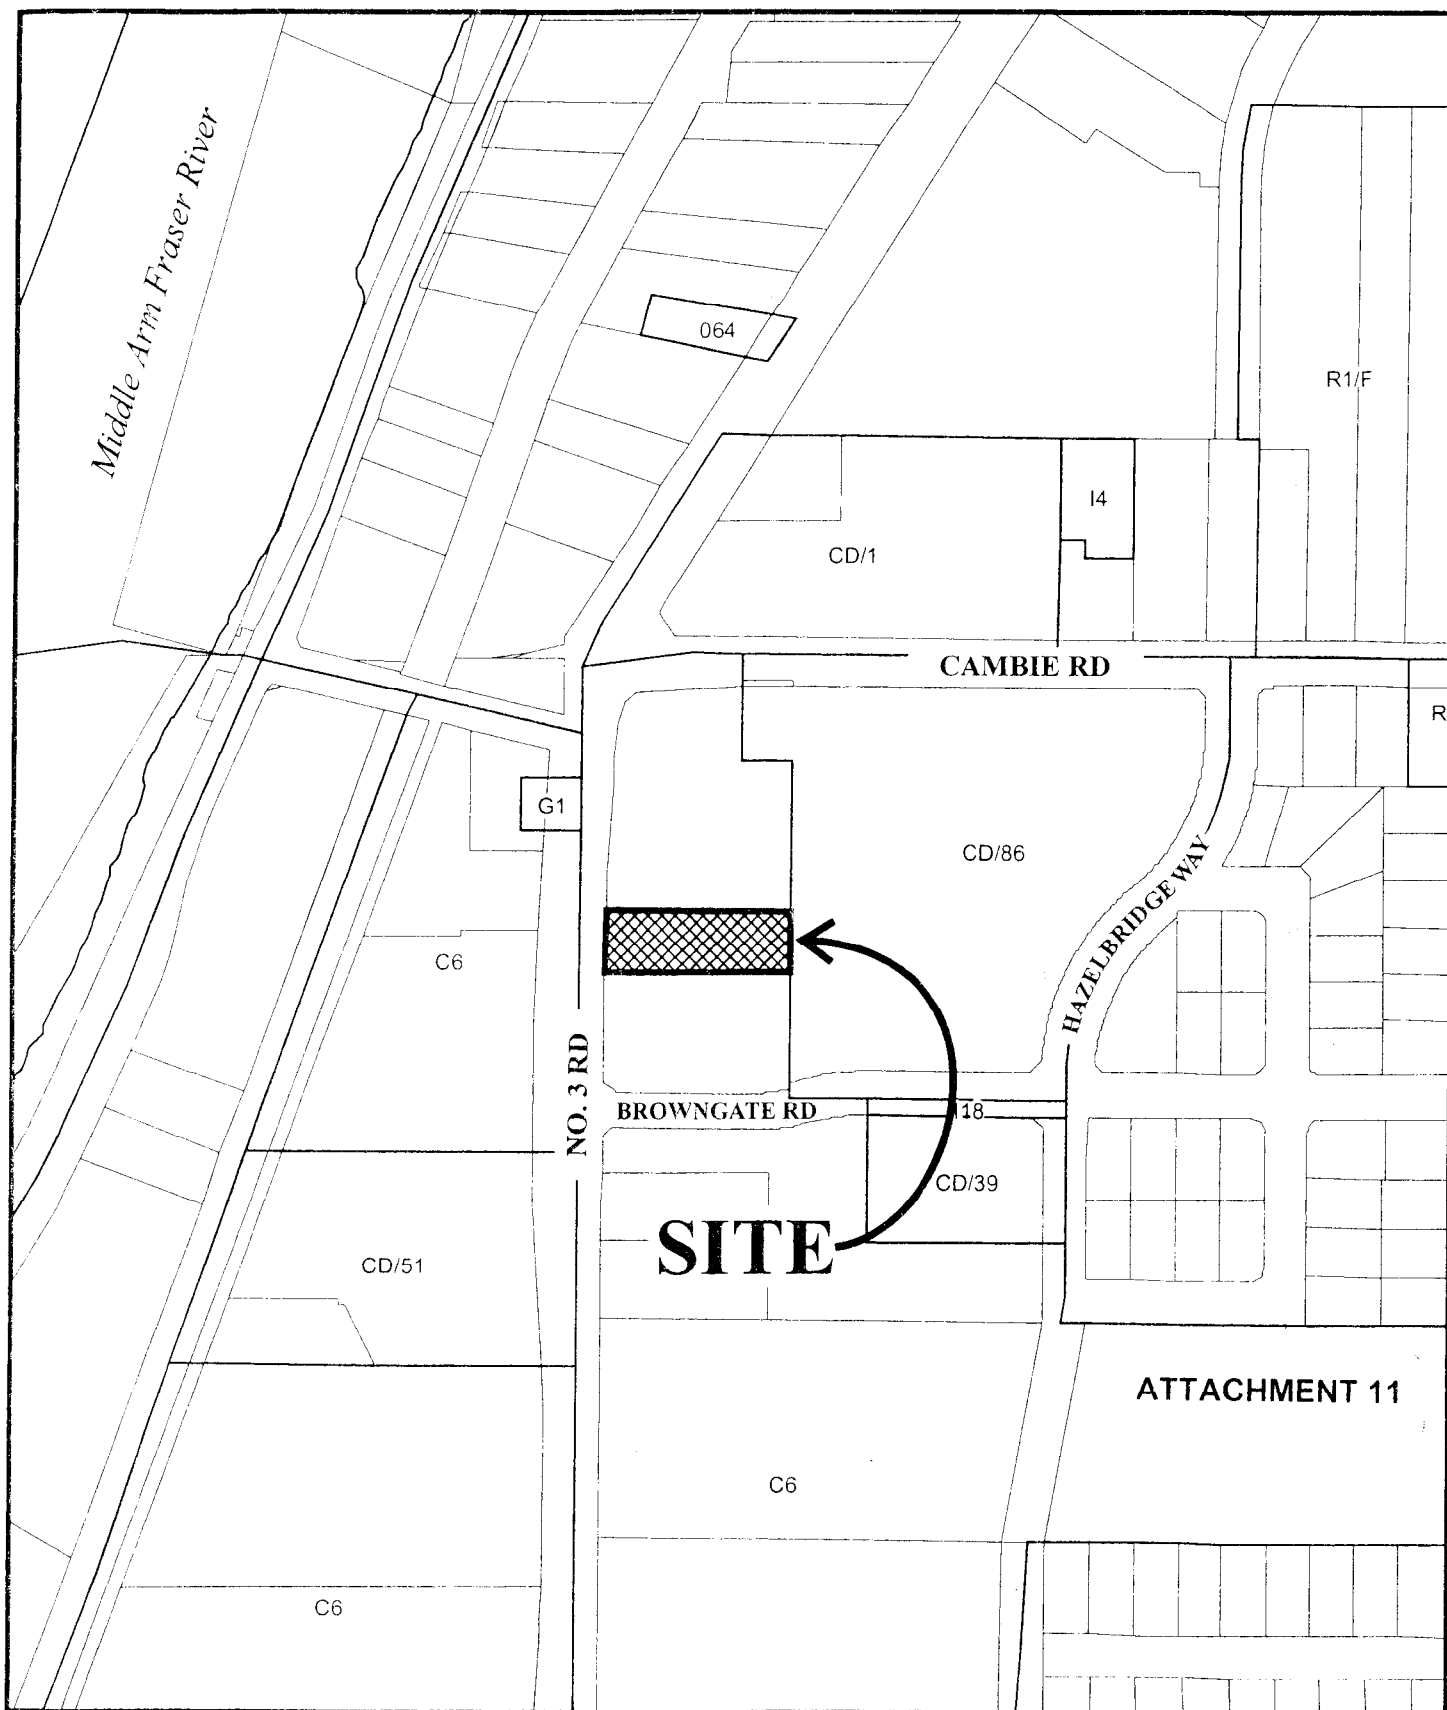 Middle Arm Fraser River
064
R1/F
I4
CD/1
CAMBIE RD
R
G1
CD/86
HAZELBRIDGE WAY
C6
NO. 3 RD
BROWNGATE RD
118
CD/39
SITE
CD/51
ATTACHMENT 11
C6
C6